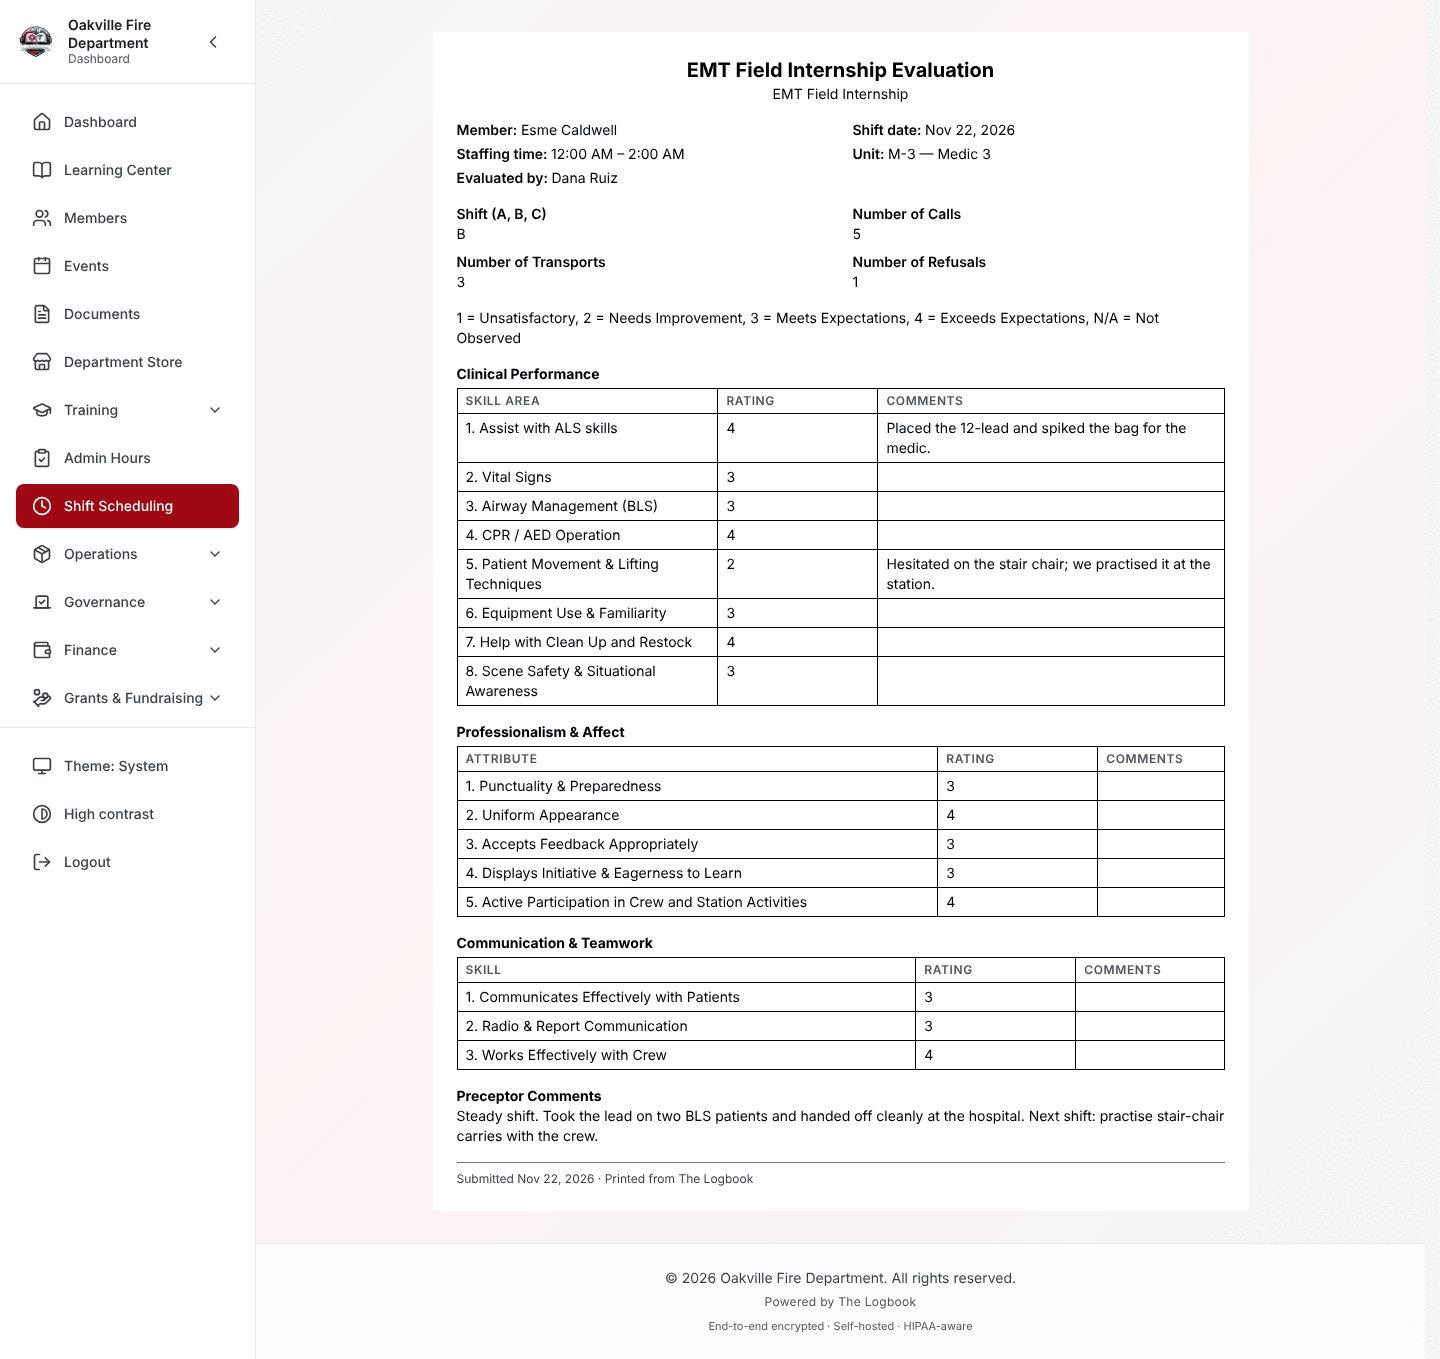 Oakville Fire
Department
Dashboard
Dashboard
Learning Center
Members
Events
Documents
Department Store
Training
Admin Hours
Shift Scheduling
Operations
Governance
Finance
Grants & Fundraising
Theme: System
High contrast
Logout
EMT Field Internship Evaluation
EMT Field Internship
Member: Esme Caldwell
Shift date: Nov 22, 2026
Staffing time: 12:00 AM – 2:00 AM
Unit: M-3 — Medic 3
Evaluated by: Dana Ruiz
Shift (A, B, C)
B
Number of Calls
5
Number of Transports
3
Number of Refusals
1
1 = Unsatisfactory, 2 = Needs Improvement, 3 = Meets Expectations, 4 = Exceeds Expectations, N/A = Not
Observed
Clinical Performance
SKILL AREA RATING COMMENTS
1. Assist with ALS skills 4 Placed the 12-lead and spiked the bag for the
medic.
2. Vital Signs 3
3. Airway Management (BLS) 3
4. CPR / AED Operation 4
5. Patient Movement & Lifting 2 Hesitated on the stair chair; we practised it at the
Techniques station.
6. Equipment Use & Familiarity 3
7. Help with Clean Up and Restock 4
8. Scene Safety & Situational 3
Awareness
Professionalism & Affect
ATTRIBUTE RATING COMMENTS
1. Punctuality & Preparedness 3
2. Uniform Appearance 4
3. Accepts Feedback Appropriately 3
4. Displays Initiative & Eagerness to Learn 3
5. Active Participation in Crew and Station Activities 4
Communication & Teamwork
SKILL RATING COMMENTS
1. Communicates Effectively with Patients 3
2. Radio & Report Communication 3
3. Works Effectively with Crew 4
Preceptor Comments
Steady shift. Took the lead on two BLS patients and handed off cleanly at the hospital. Next shift: practise stair-chair
carries with the crew.
Submitted Nov 22, 2026 · Printed from The Logbook
© 2026 Oakville Fire Department. All rights reserved.
Powered by The Logbook
End-to-end encrypted · Self-hosted · HIPAA-aware